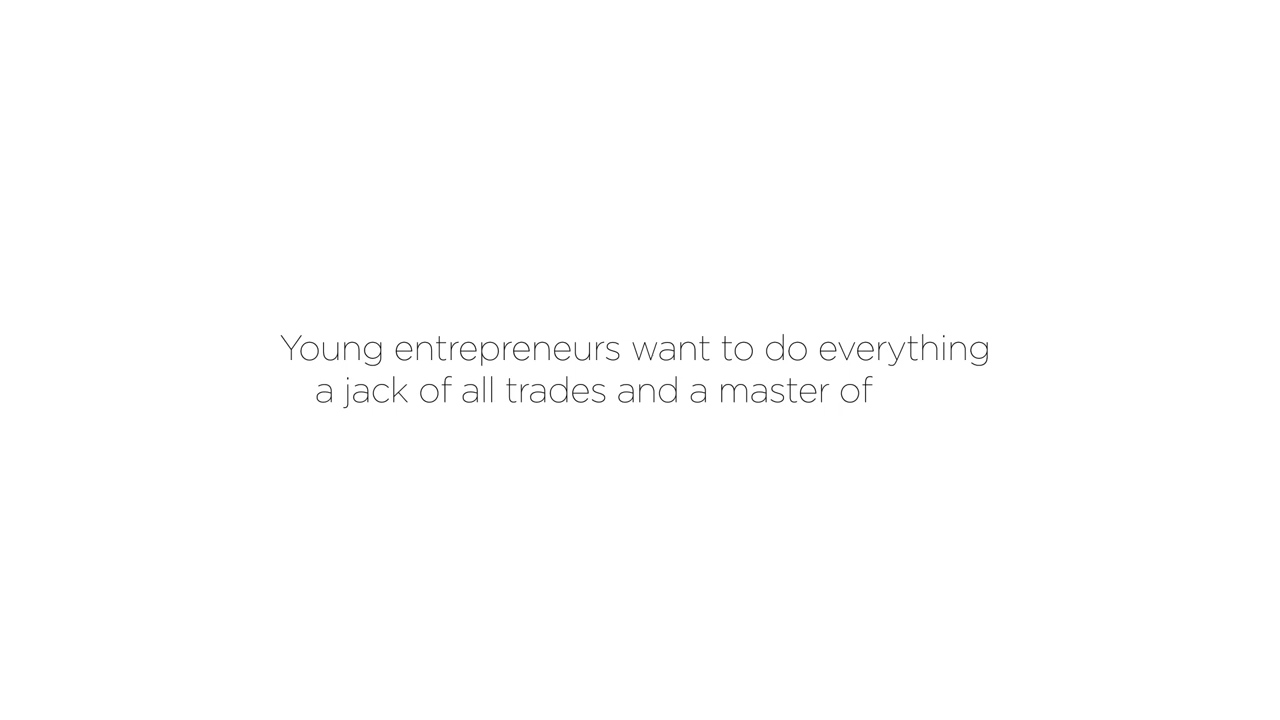 Young entrepreneurs want to do everything
a jack of all trades and a master of